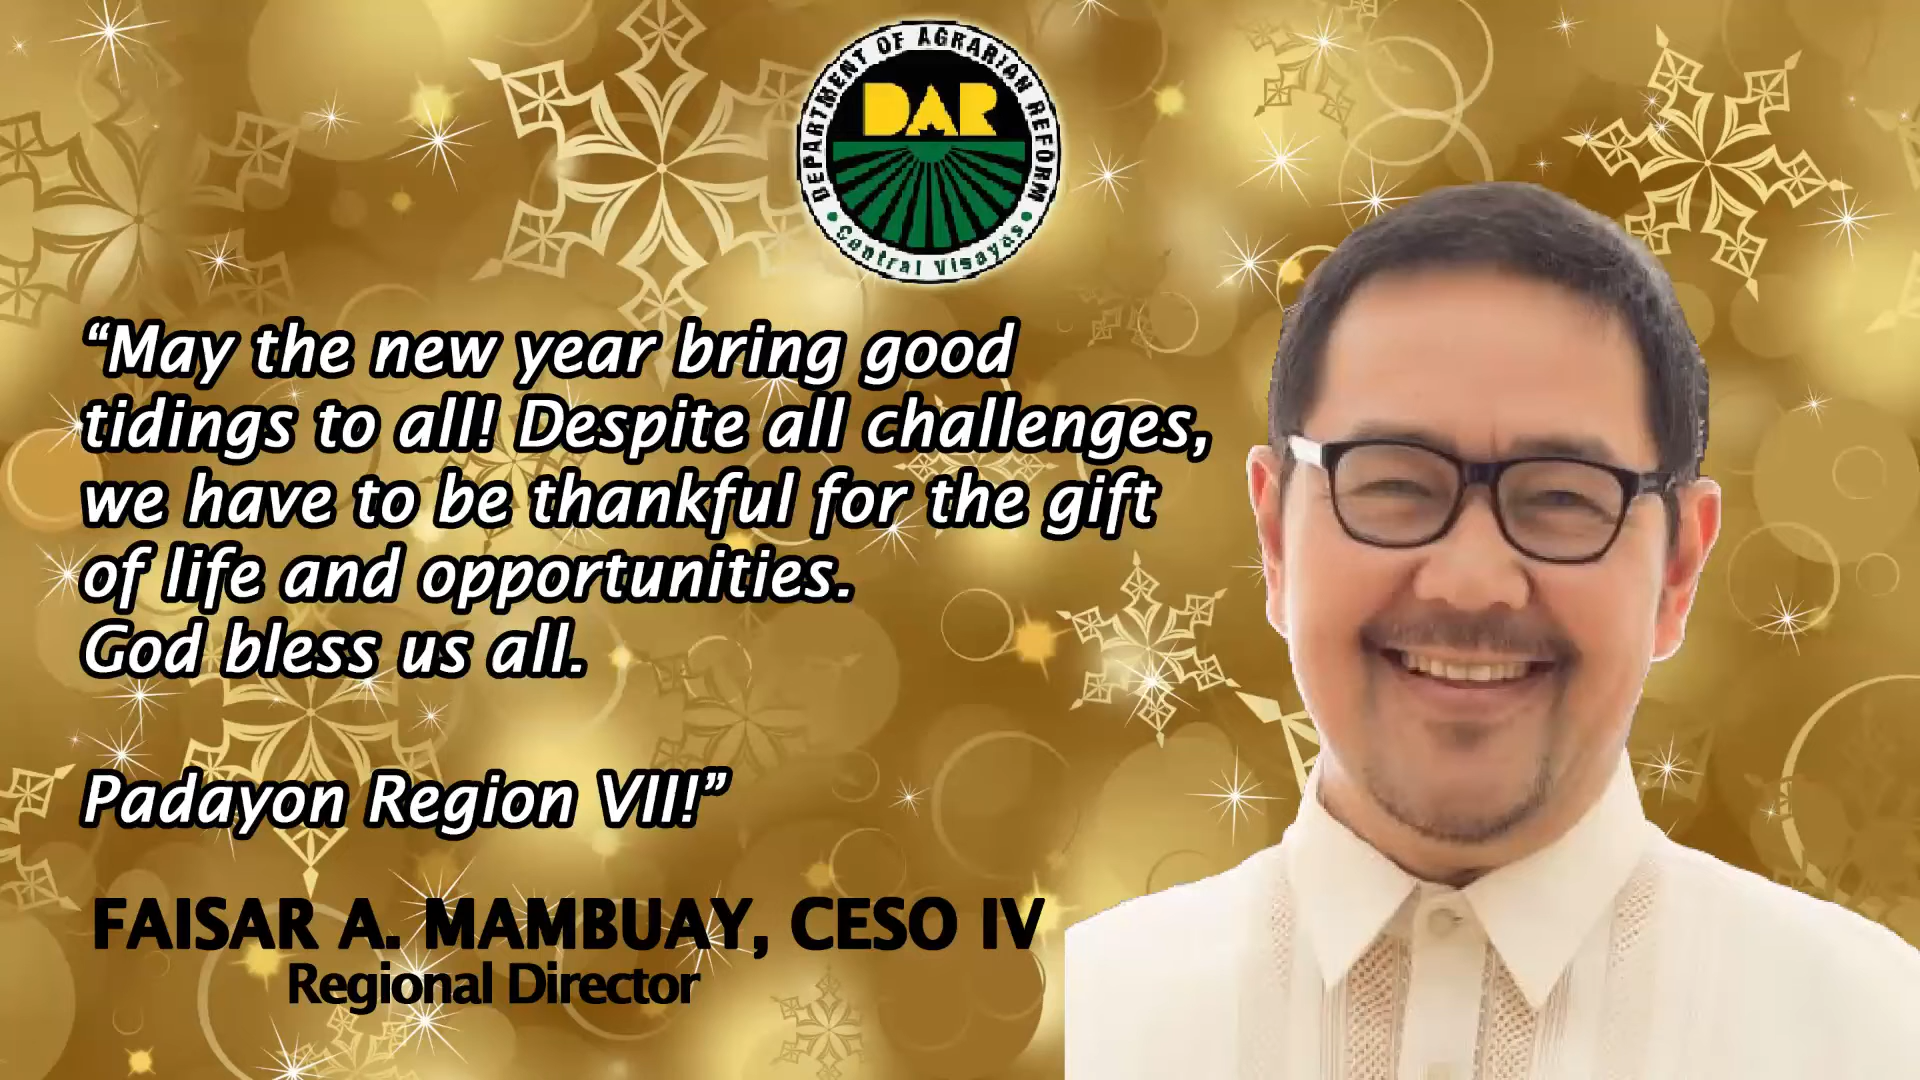 DEPARTMENT OF AGRARIAN REFORM
DAR
Central Visayas
“May the new year bring good
tidings to all! Despite all challenges,
we have to be thankful for the gift
of life and opportunities.
God bless us all.
Padayon Region VII!”
FAISAR A. MAMBUAY, CESO IV
Regional Director